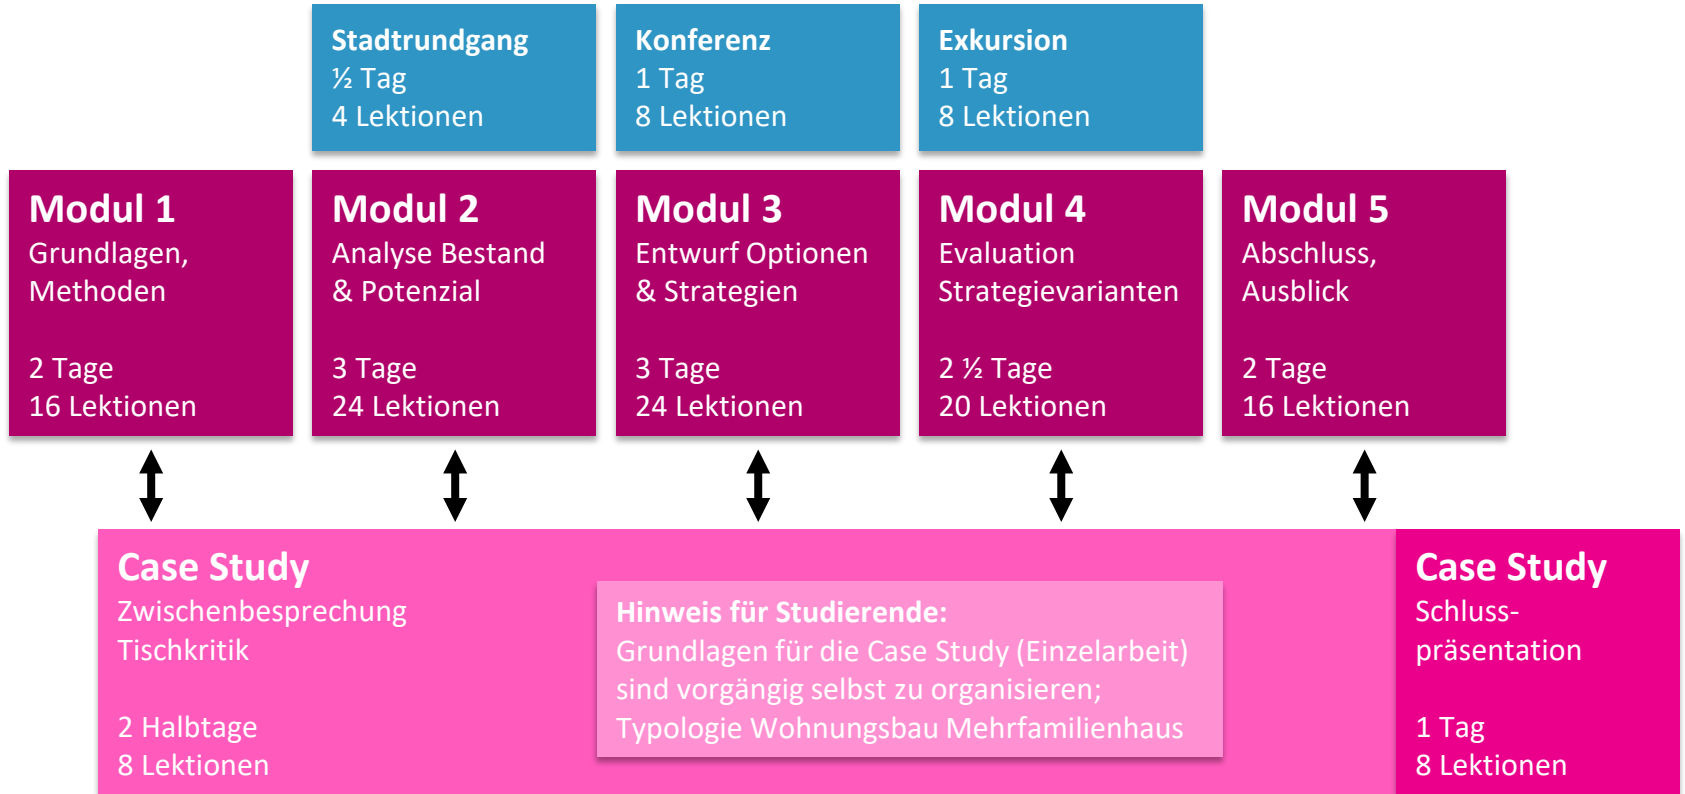 Stadtrundgang
½ Tag
4 Lektionen
Konferenz
1 Tag
8 Lektionen
Exkursion
1 Tag
8 Lektionen
Modul 1
Grundlagen,
Methoden
2 Tage
16 Lektionen
Modul 2
Analyse Bestand
& Potenzial
3 Tage
24 Lektionen
Modul 3
Entwurf Optionen
& Strategien
3 Tage
24 Lektionen
Modul 4
Evaluation
Strategievarianten
2 ½ Tage
20 Lektionen
Modul 5
Abschluss,
Ausblick
2 Tage
16 Lektionen
Case Study
Zwischenbesprechung
Tischkritik
2 Halbtage
8 Lektionen
Hinweis für Studierende:
Grundlagen für die Case Study (Einzelarbeit)
sind vorgängig selbst zu organisieren;
Typologie Wohnungsbau Mehrfamilienhaus
Case Study
Schluss-
präsentation
1 Tag
8 Lektionen